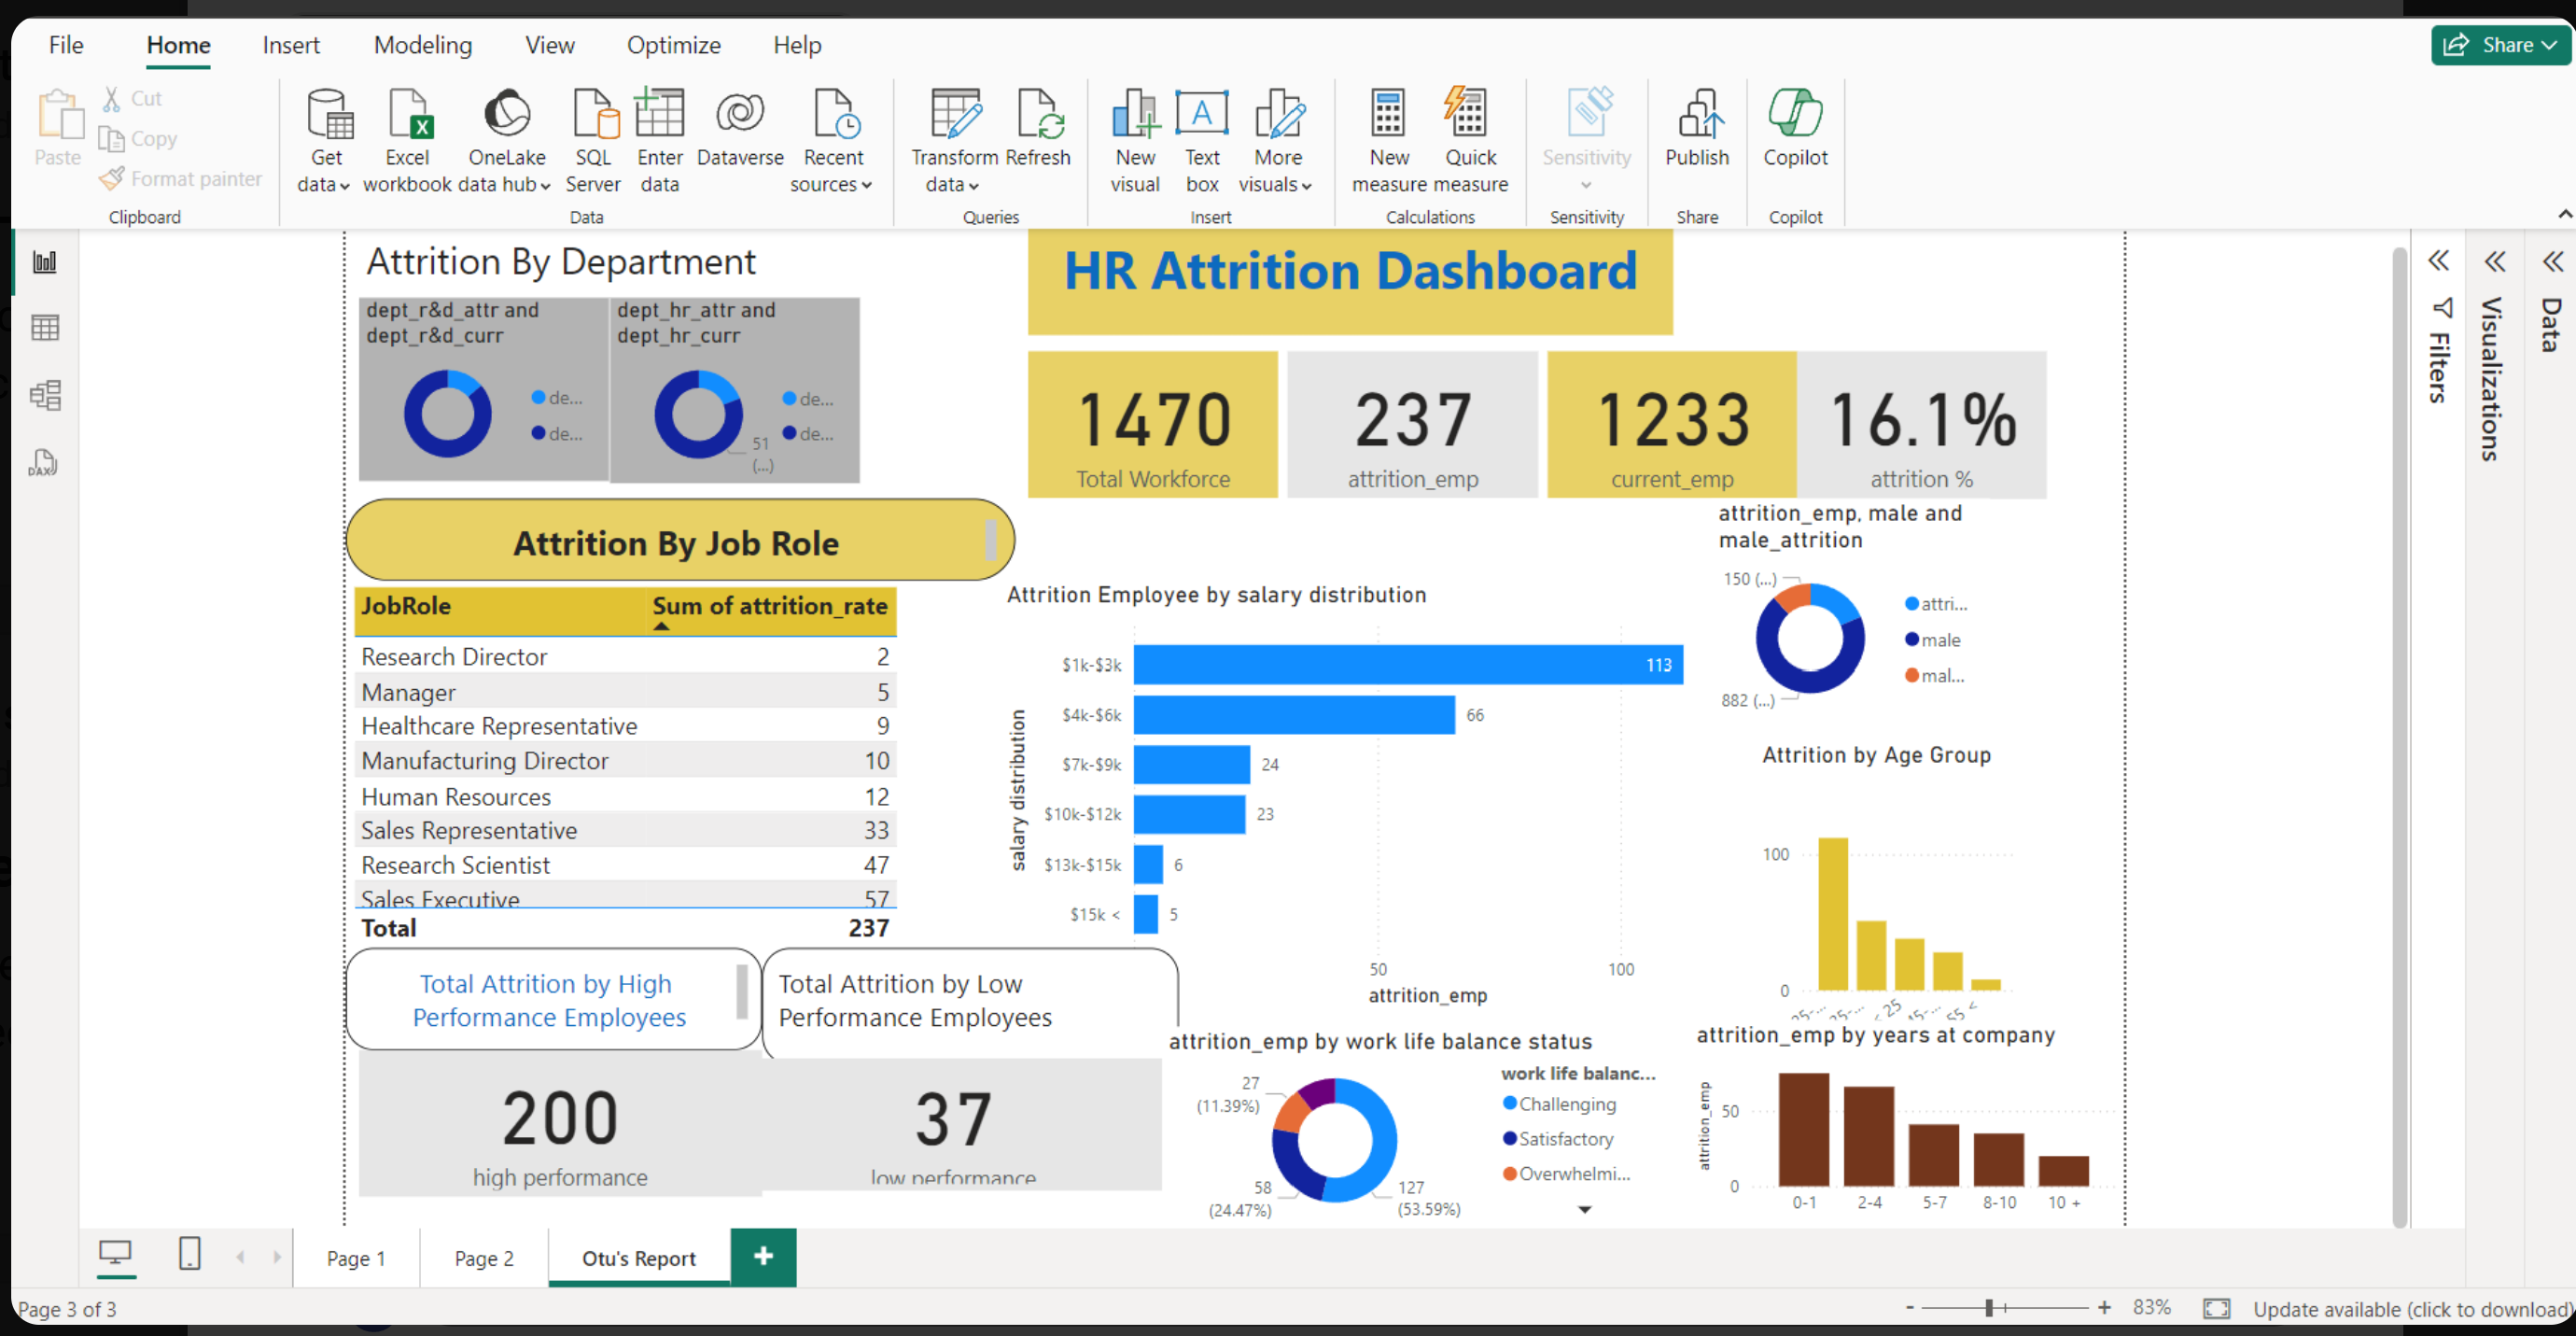 File Home Insert Modeling View Optimize Help
Share
Paste
Cut
Copy
Format painter
Clipboard
Get data
Excel workbook
OneLake data hub
SQL Server
Enter data
Dataverse
Recent sources
Data
Transform data
Refresh
Queries
New visual
Text box
More visuals
Insert
New measure
Quick measure
Calculations
Sensitivity
Sensitivity
Publish
Share
Copilot
Copilot
DAX
Filters
Visualizations
Data
Attrition By Department
dept_r&d_attr and
dept_r&d_curr
de...
de...
dept_hr_attr and
dept_hr_curr
de...
de...
51
(...)
HR Attrition Dashboard
1470
Total Workforce
237
attrition_emp
1233
current_emp
16.1%
attrition %
Attrition By Job Role
JobRole Sum of attrition_rate
Research Director 2
Manager 5
Healthcare Representative 9
Manufacturing Director 10
Human Resources 12
Sales Representative 33
Research Scientist 47
Sales Executive 57
Total 237
Attrition Employee by salary distribution
salary distribution
$1k-$3k 113
$4k-$6k 66
$7k-$9k 24
$10k-$12k 23
$13k-$15k 6
$15k < 5
50 100
attrition_emp
attrition_emp, male and
male_attrition
150 (...)
882 (...)
attri...
male
mal...
Attrition by Age Group
100
0
25 55 <
Total Attrition by High
Performance Employees
200
high performance
Total Attrition by Low
Performance Employees
37
low performance
attrition_emp by work life balance status
27
(11.39%)
58
(24.47%)
127
(53.59%)
work life balanc...
Challenging
Satisfactory
Overwhelmi...
attrition_emp by years at company
attrition_emp
50
0
0-1 2-4 5-7 8-10 10 +
Page 1 Page 2 Otu's Report +
Page 3 of 3
- + 83% Update available (click to download)